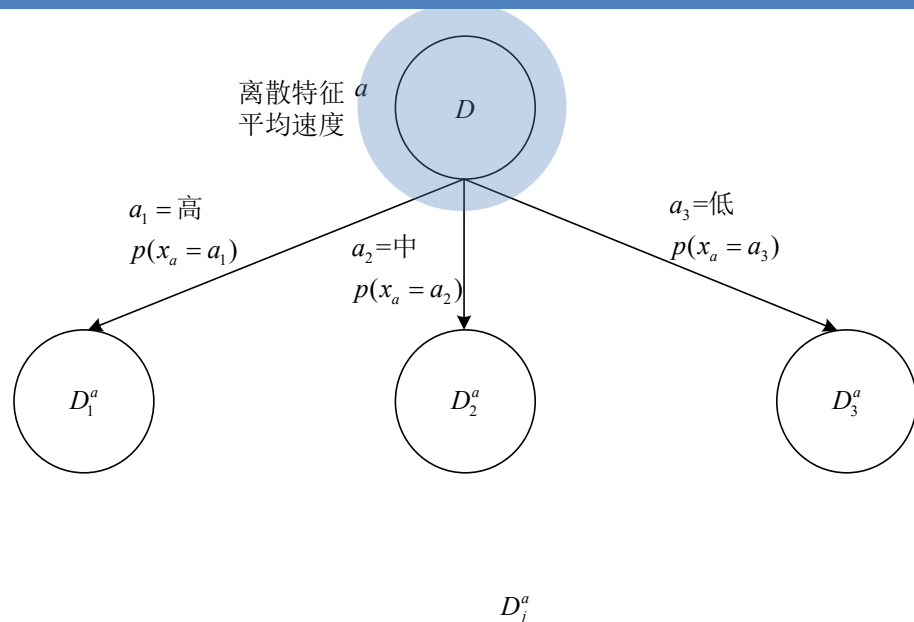 离散特征 a
平均速度
D
a₁ = 高
p(xₐ = a₁)
a₂=中
p(xₐ = a₂)
a₃=低
p(xₐ = a₃)
D₁ᵃ
D₂ᵃ
D₃ᵃ
Dⱼᵃ